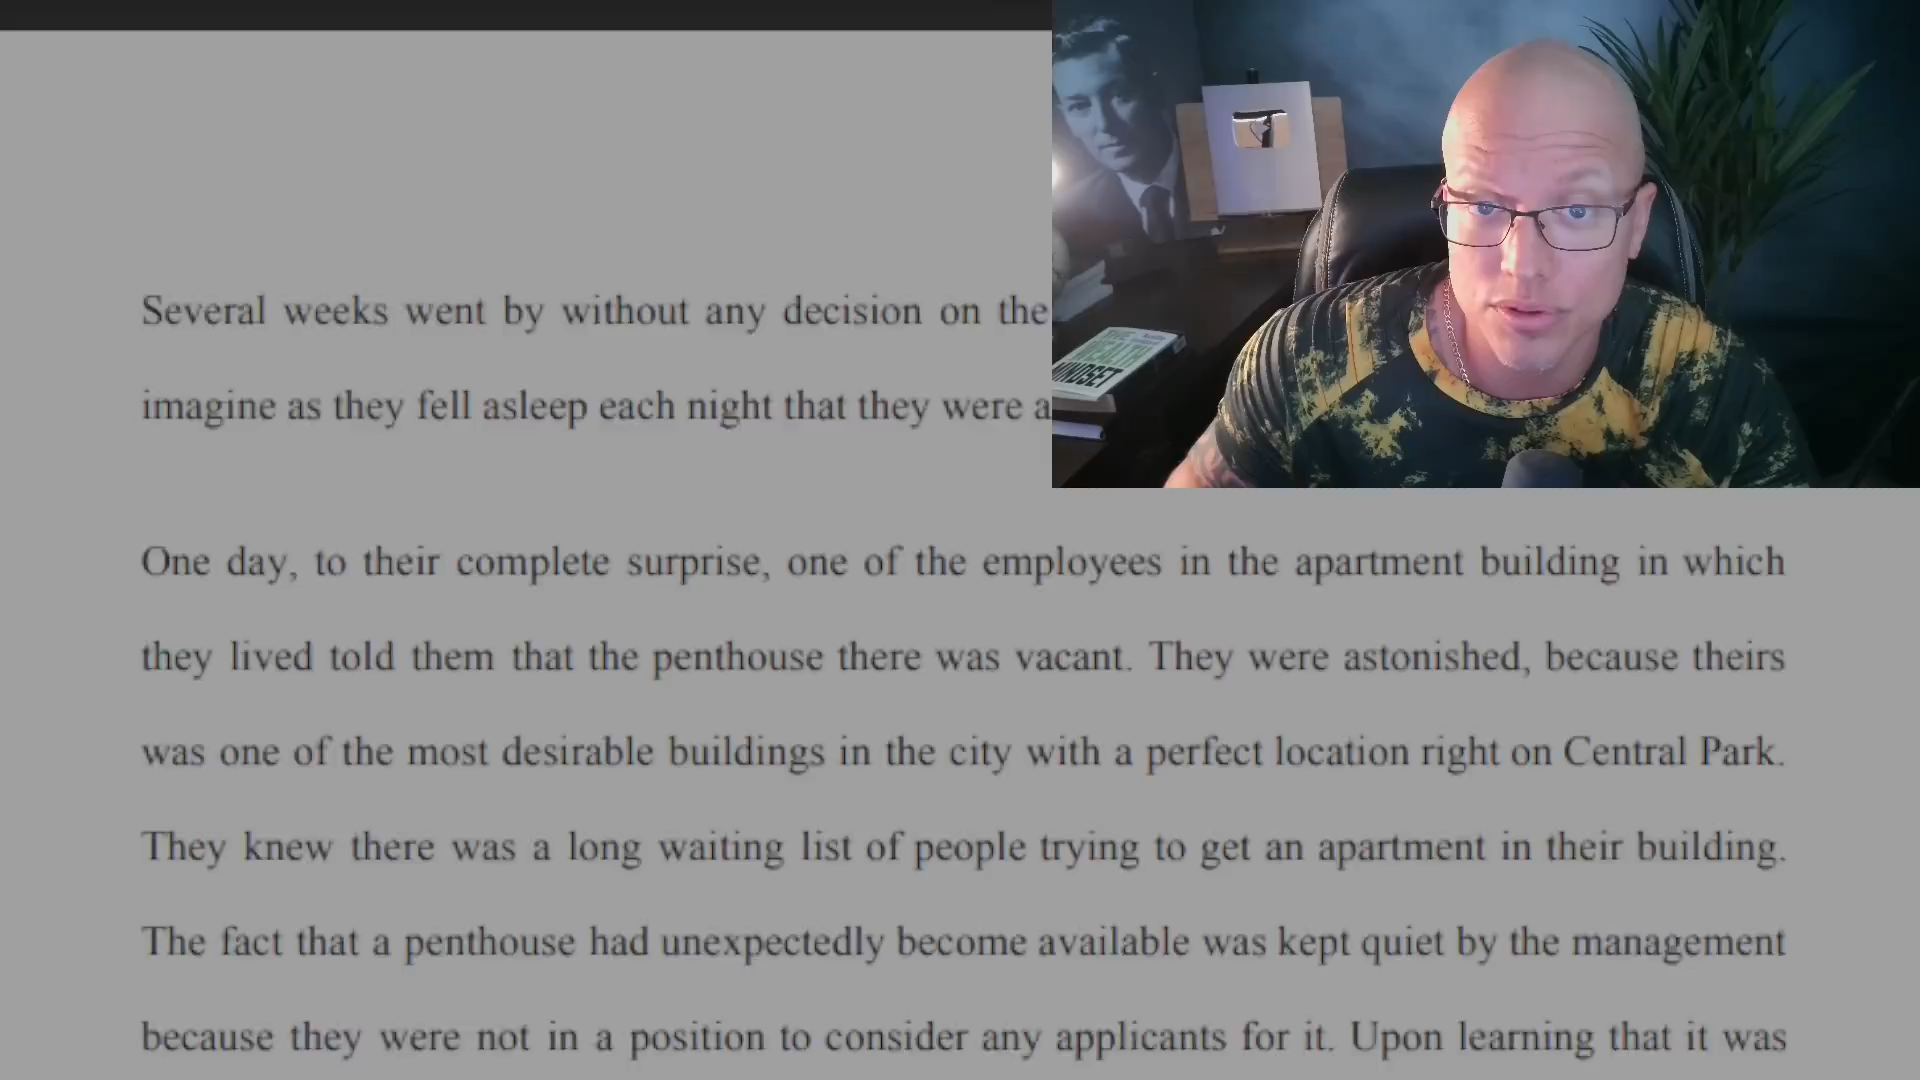 Several weeks went by without any decision on the
imagine as they fell asleep each night that they were a
MINDSET
One day, to their complete surprise, one of the employees in the apartment building in which
they lived told them that the penthouse there was vacant. They were astonished, because theirs
was one of the most desirable buildings in the city with a perfect location right on Central Park.
They knew there was a long waiting list of people trying to get an apartment in their building.
The fact that a penthouse had unexpectedly become available was kept quiet by the management
because they were not in a position to consider any applicants for it. Upon learning that it was